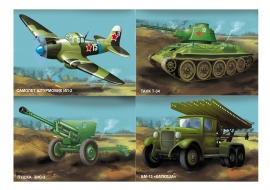 САМОЛЕТ ШТУРМОВИК ИЛ-2
ТАНК Т-34
ПУШКА ЗИС-3
БМ-13 «КАТЮША»